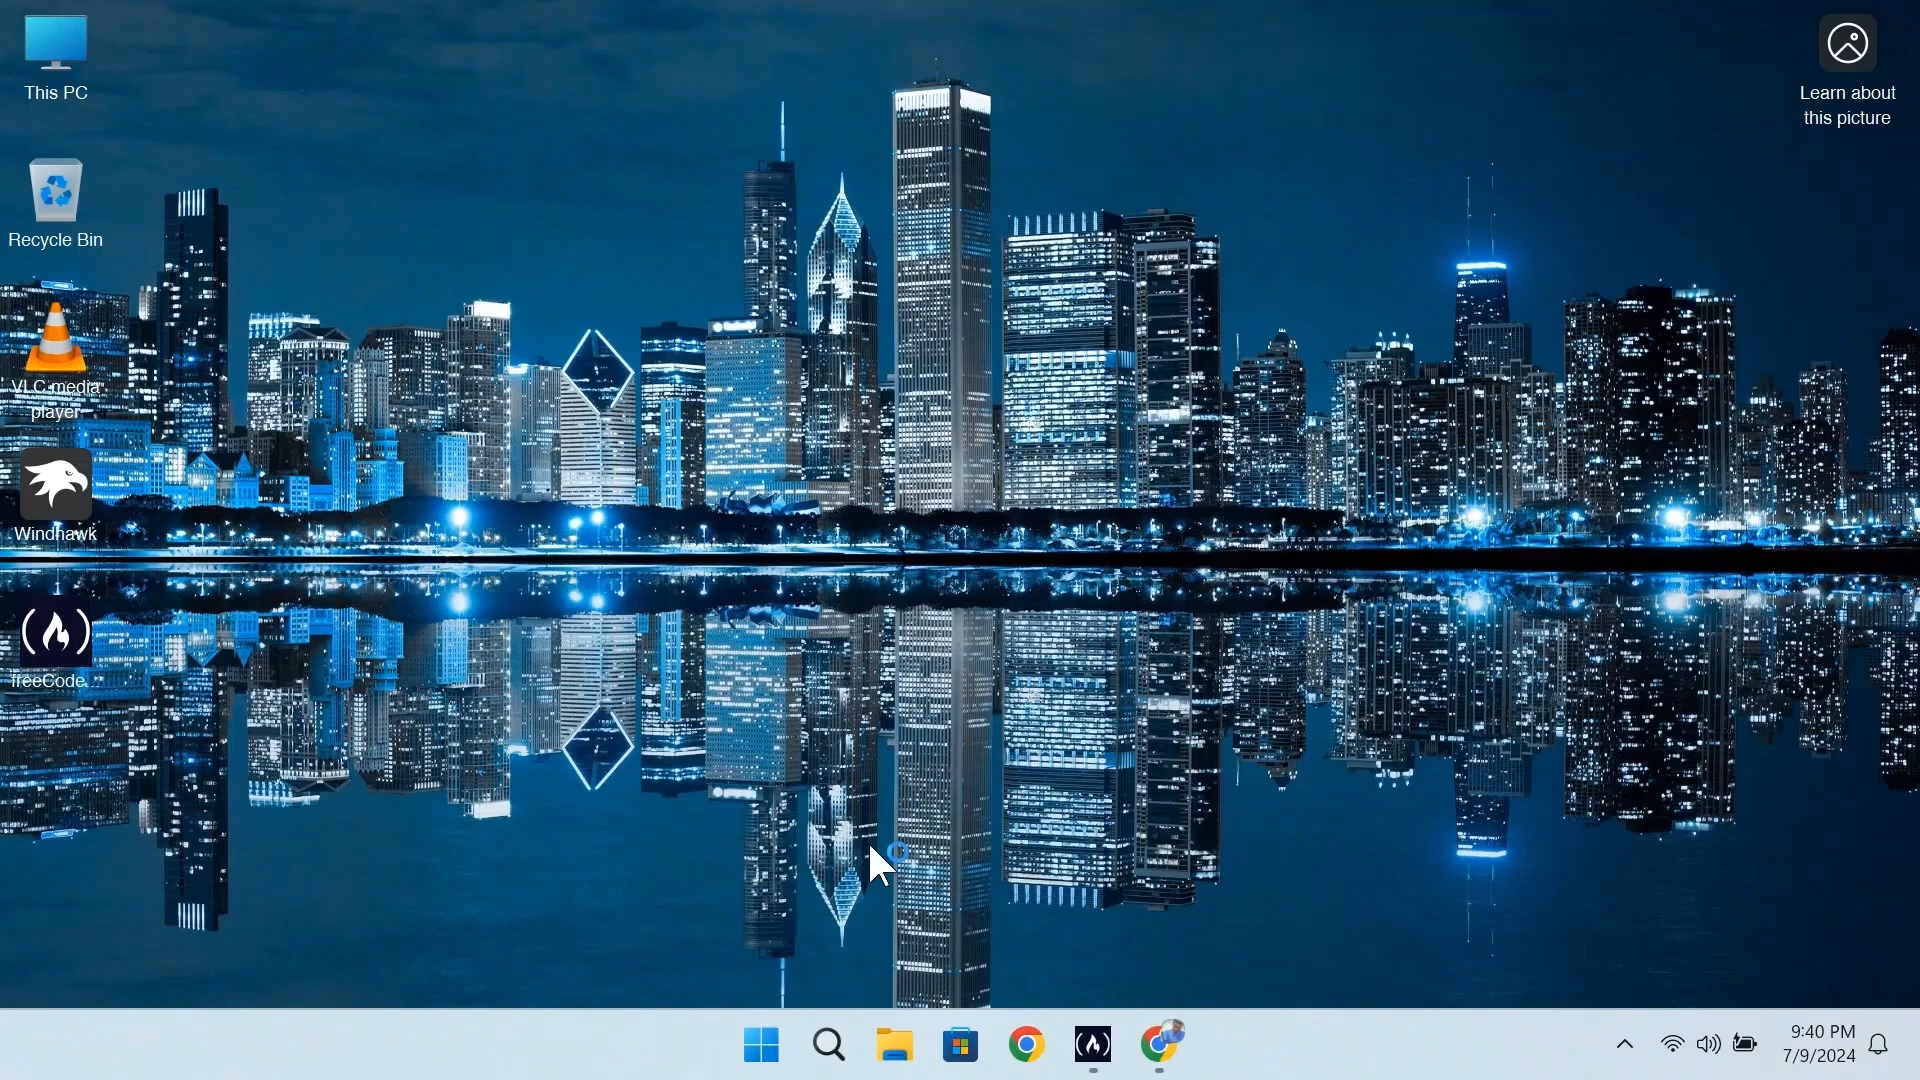 This PC
Recycle Bin
VLC media
player
Windhawk
freeCode...
Learn about
this picture
9:40 PM
7/9/2024